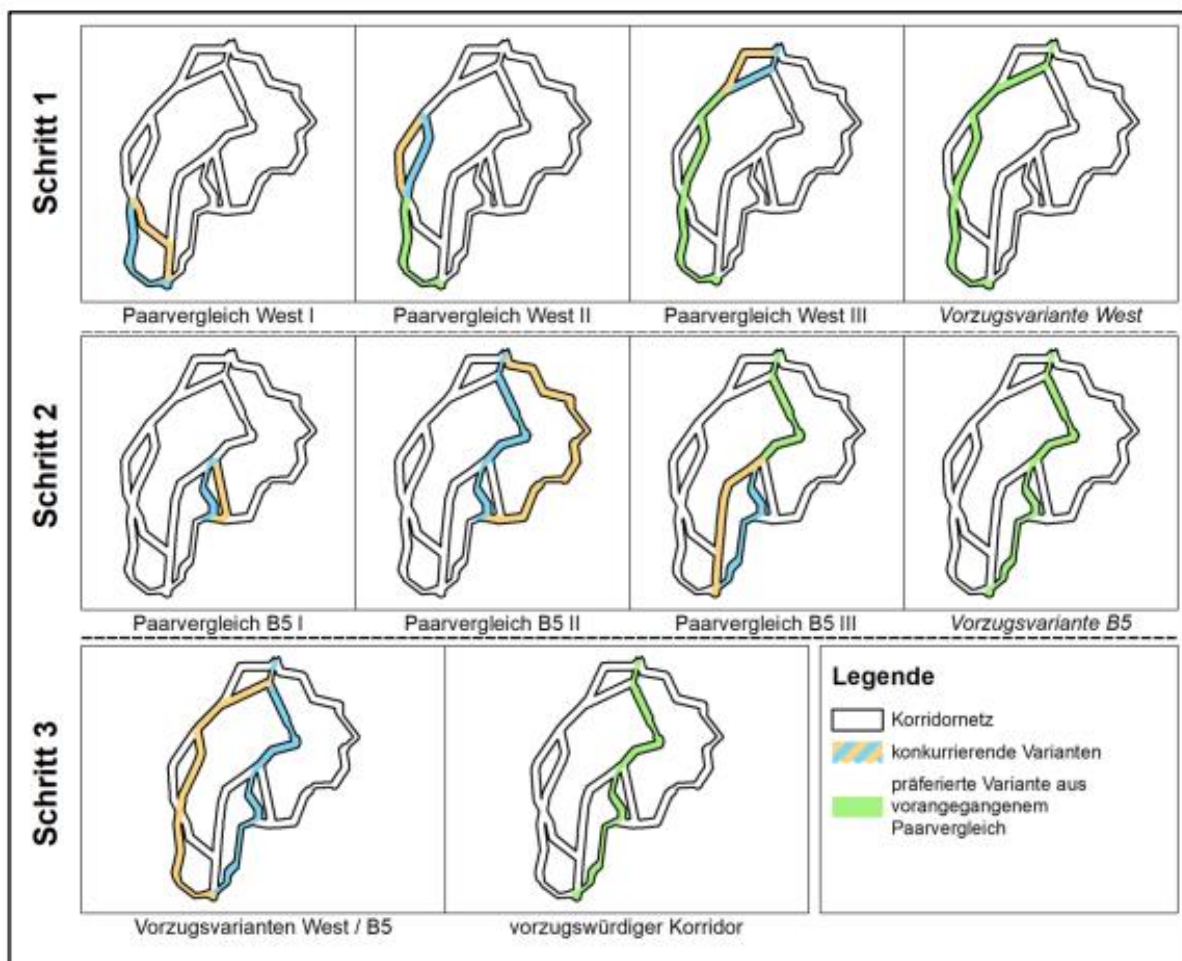 Schritt 1
Paarvergleich West I
Paarvergleich West II
Paarvergleich West III
Vorzugsvariante West
Schritt 2
Paarvergleich B5 I
Paarvergleich B5 II
Paarvergleich B5 III
Vorzugsvariante B5
Schritt 3
Vorzugsvarianten West / B5
vorzugswürdiger Korridor
Legende
Korridornetz
konkurrierende Varianten
präferierte Variante aus
vorangegangenem
Paarvergleich